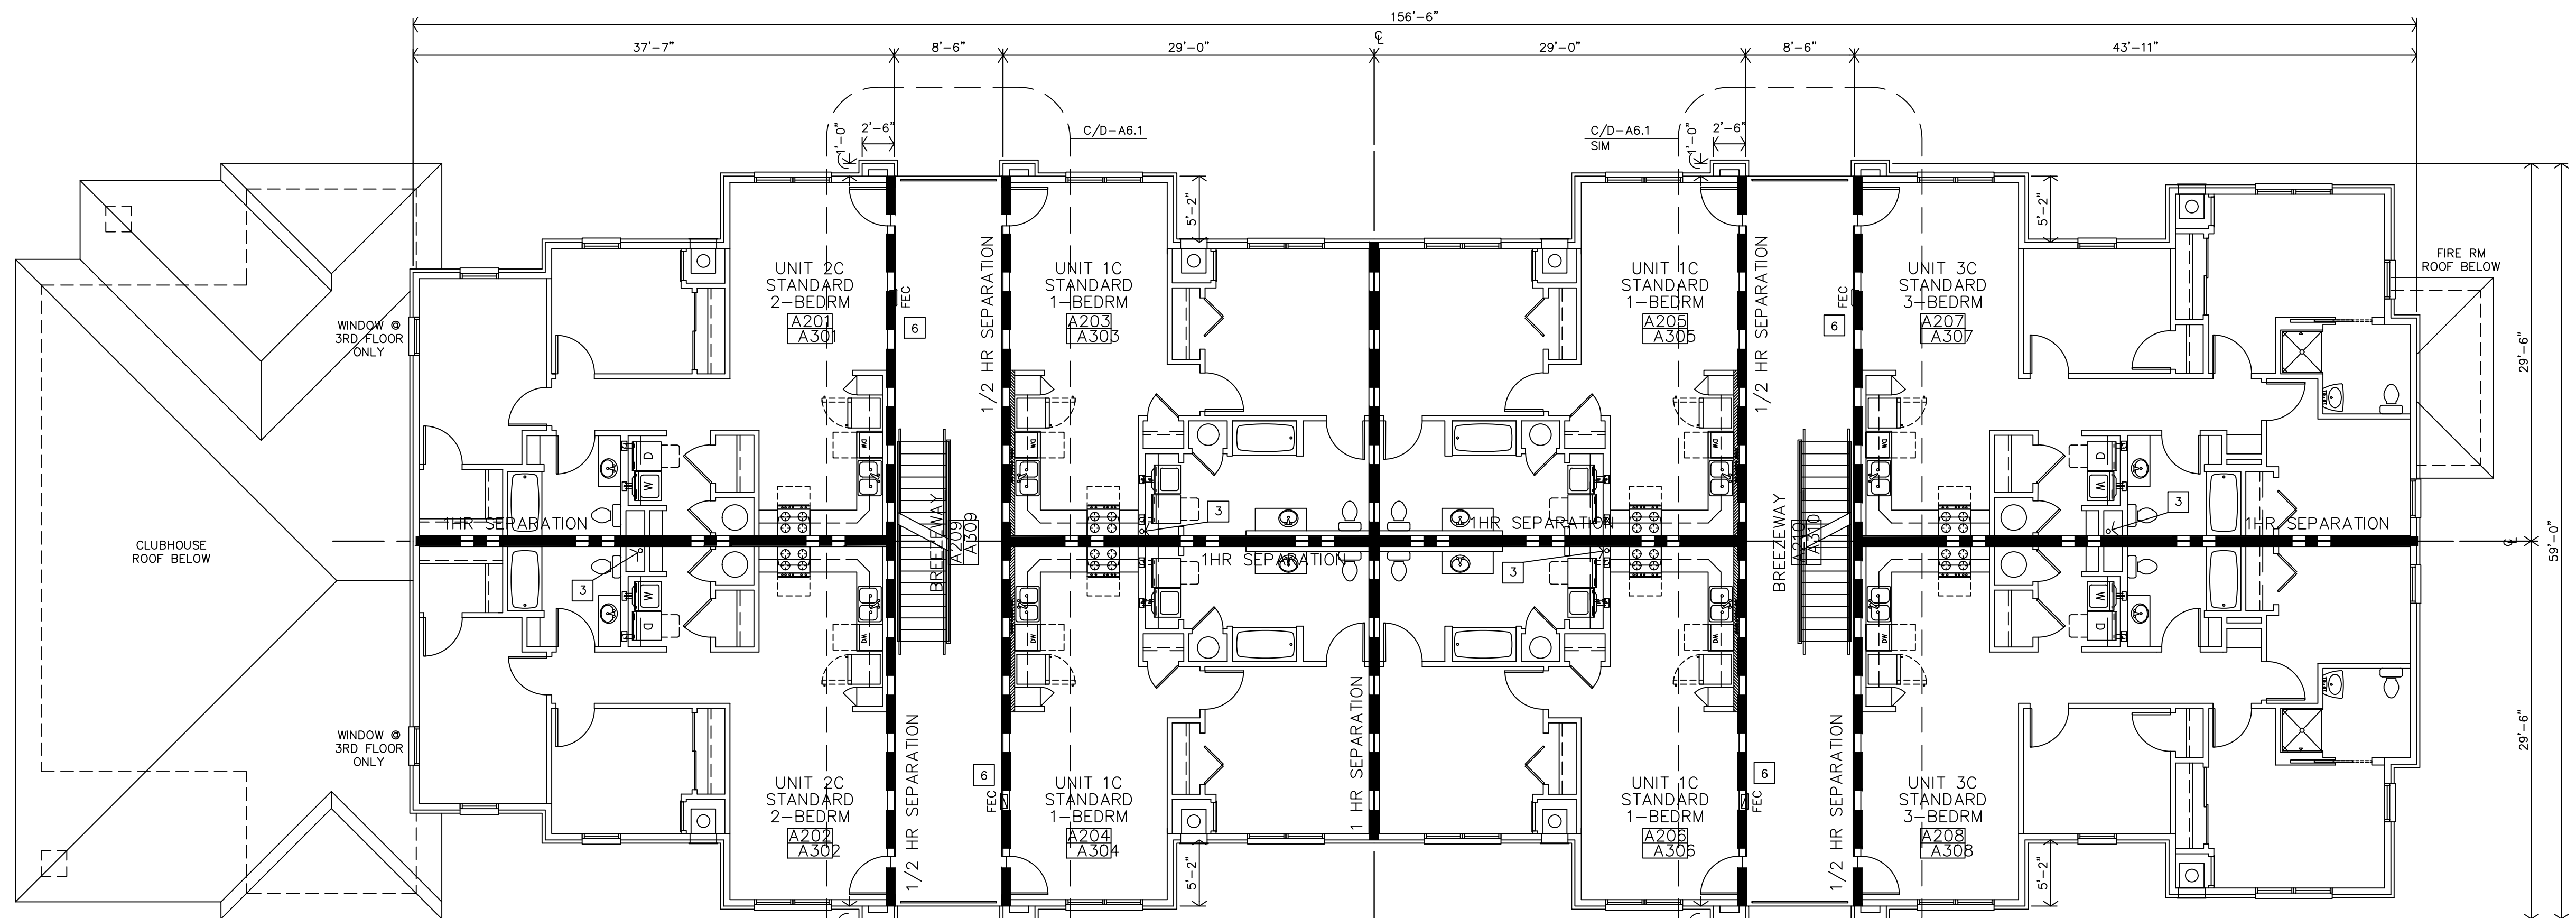 156'-6"
37'-7"
8'-6"
29'-0"
℄
29'-0"
8'-6"
43'-11"
2'-6"
1'-0"
C/D-A6.1
C/D-A6.1
SIM
1'-0"
2'-6"
5'-2"
5'-2"
UNIT 2C
STANDARD
2-BEDRM
A201
A301
FEC
6
1/2 HR SEPARATION
UNIT 1C
STANDARD
1-BEDRM
A203
A303
UNIT 1C
STANDARD
1-BEDRM
A205
A305
1/2 HR SEPARATION
FEC
6
UNIT 3C
STANDARD
3-BEDRM
A207
A307
FIRE RM
ROOF BELOW
29'-6"
WINDOW @
3RD FLOOR
ONLY
D
W
DW
DW
DW
DW
D
W
3
3
1HR SEPARATION
BREEZEWAY
A209
A309
1HR SEPARATION
1HR SEPARATION
BREEZEWAY
A210
A310
1HR SEPARATION
℄
59'-0"
CLUBHOUSE
ROOF BELOW
3
3
W
D
DW
DW
DW
DW
W
D
WINDOW @
3RD FLOOR
ONLY
UNIT 2C
STANDARD
2-BEDRM
A202
A302
1/2 HR SEPARATION
6
FEC
UNIT 1C
STANDARD
1-BEDRM
A204
A304
1 HR SEPARATION
UNIT 1C
STANDARD
1-BEDRM
A206
A306
FEC
6
1/2 HR SEPARATION
UNIT 3C
STANDARD
3-BEDRM
A208
A308
29'-6"
5'-2"
5'-2"